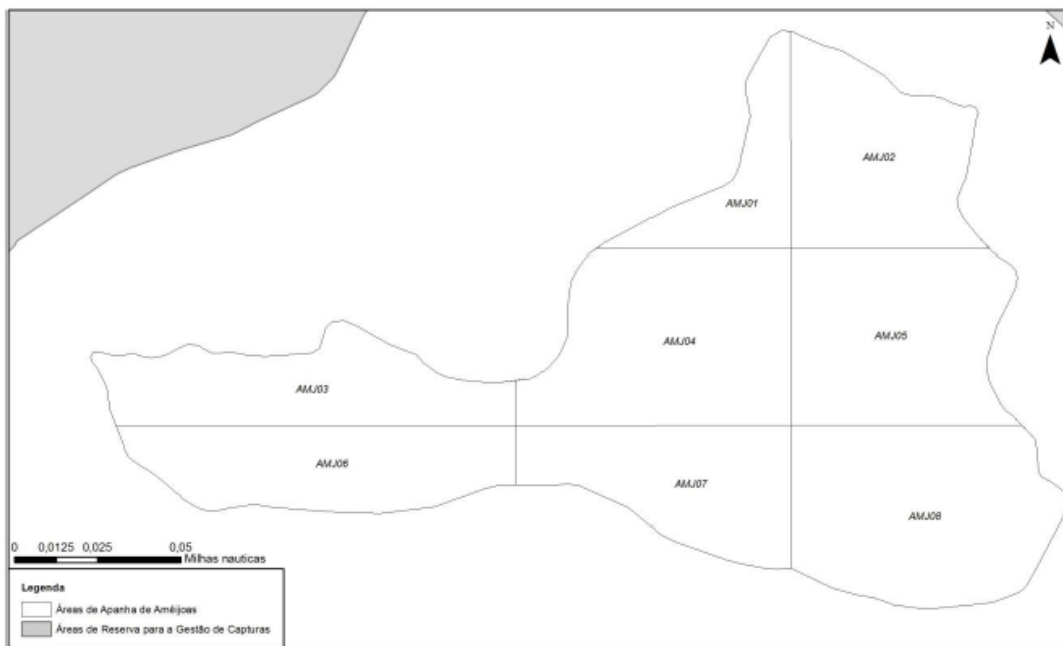 N
AMJ02
AMJ01
AMJ04
AMJ05
AMJ03
AMJ06
AMJ07
AMJ08
0 0,0125 0,025 0,05
Milhas nauticas
Legenda
Áreas de Apanha de Amêijoas
Áreas de Reserva para a Gestão de Capturas